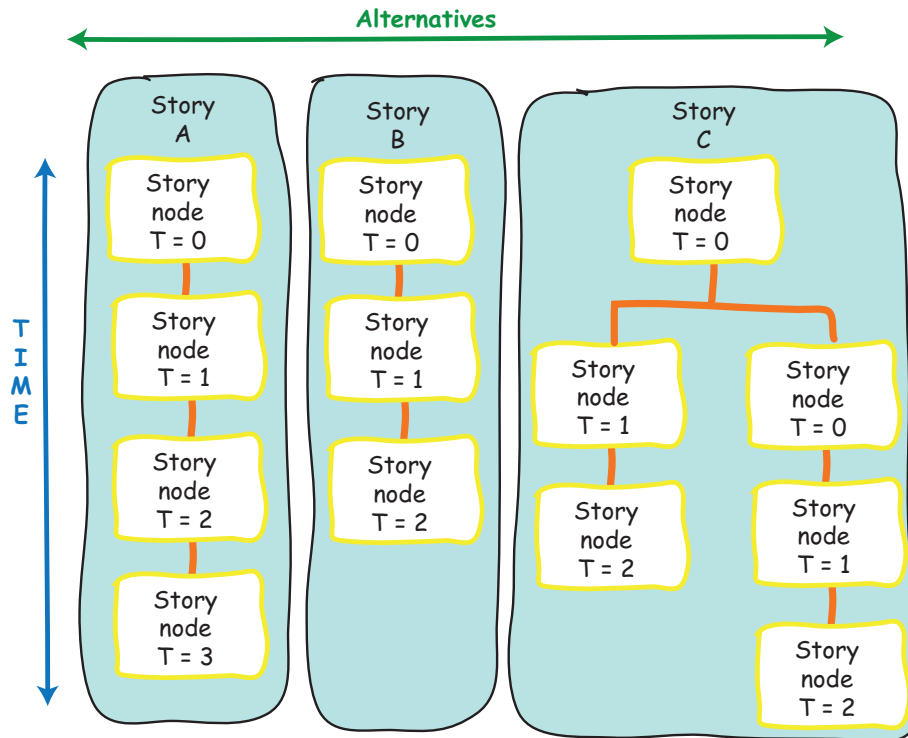 Alternatives
TIME
Story
A
Story
node
T = 0
Story
node
T = 1
Story
node
T = 2
Story
node
T = 3
Story
B
Story
node
T = 0
Story
node
T = 1
Story
node
T = 2
Story
C
Story
node
T = 0
Story
node
T = 1
Story
node
T = 2
Story
node
T = 0
Story
node
T = 1
Story
node
T = 2